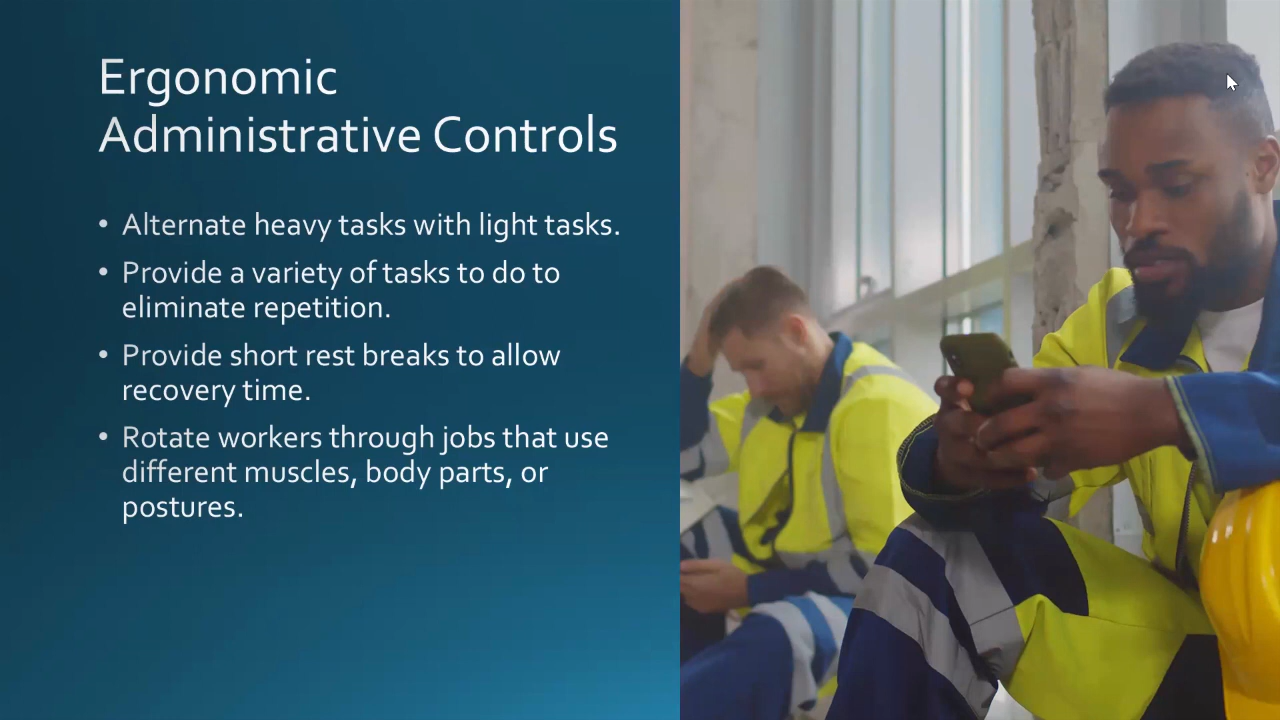 Ergonomic
Administrative Controls
• Alternate heavy tasks with light tasks.
• Provide a variety of tasks to do to
eliminate repetition.
• Provide short rest breaks to allow
recovery time.
• Rotate workers through jobs that use
different muscles, body parts, or
postures.